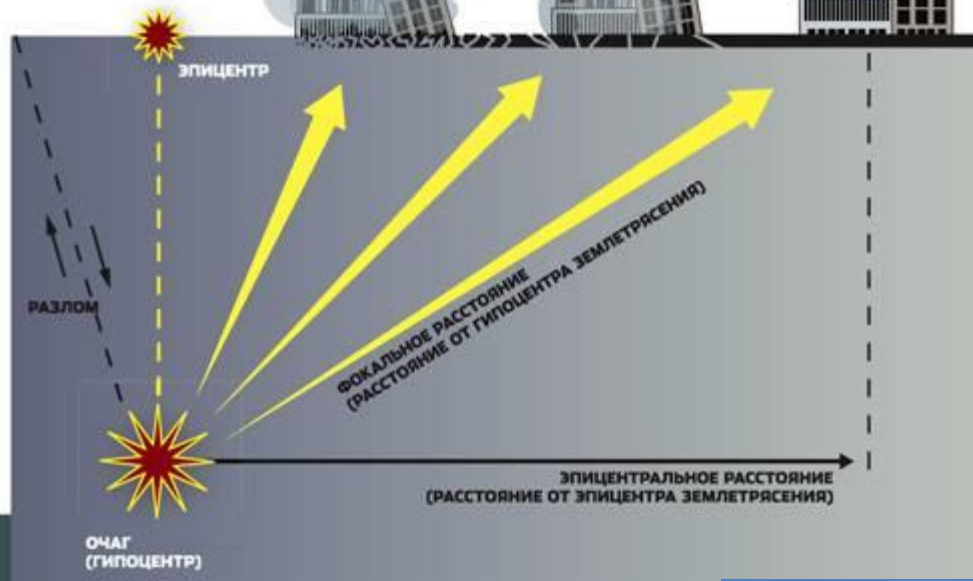 ЭПИЦЕНТР
РАЗЛОМ
ФОКАЛЬНОЕ РАССТОЯНИЕ
(РАССТОЯНИЕ ОТ ГИПОЦЕНТРА ЗЕМЛЕТРЯСЕНИЯ)
ЭПИЦЕНТРАЛЬНОЕ РАССТОЯНИЕ
(РАССТОЯНИЕ ОТ ЭПИЦЕНТРА ЗЕМЛЕТРЯСЕНИЯ)
ОЧАГ
(ГИПОЦЕНТР)